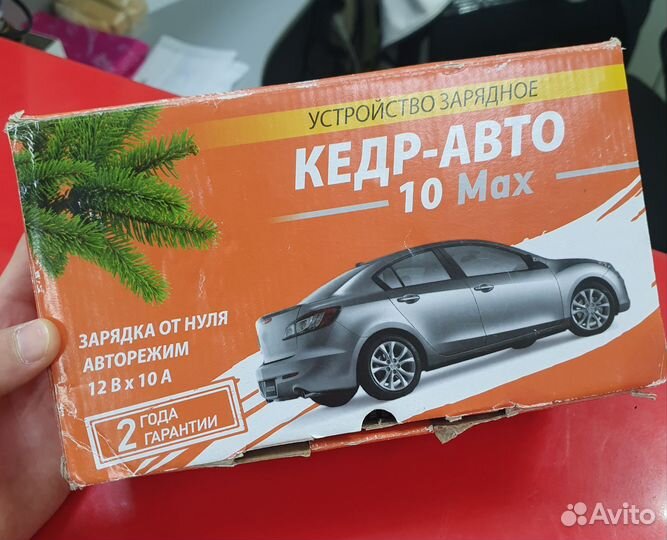 УСТРОЙСТВО ЗАРЯДНОЕ
КЕДР-АВТО
10 Max
ЗАРЯДКА ОТ НУЛЯ
АВТОРЕЖИМ
12 В х 10 А
2 ГОДА
ГАРАНТИИ
Avito